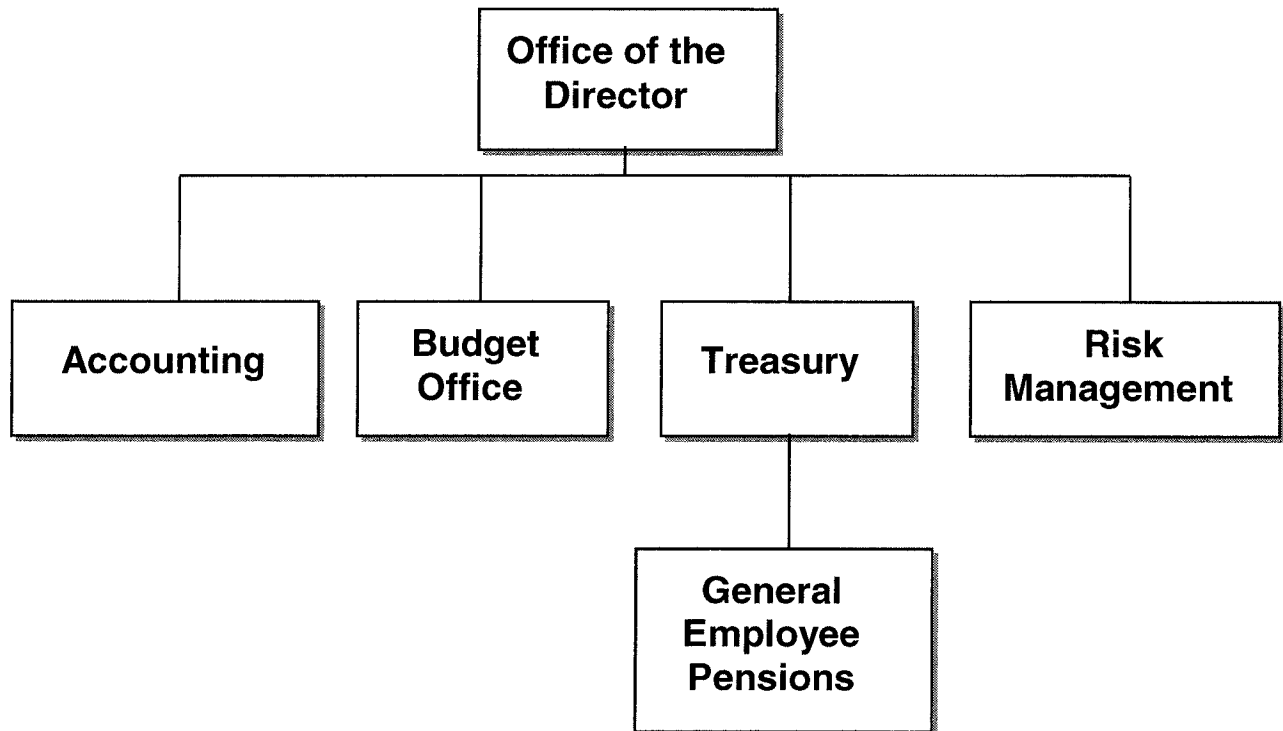 Office of the
Director
Accounting
Budget
Office
Treasury
Risk
Management
General
Employee
Pensions